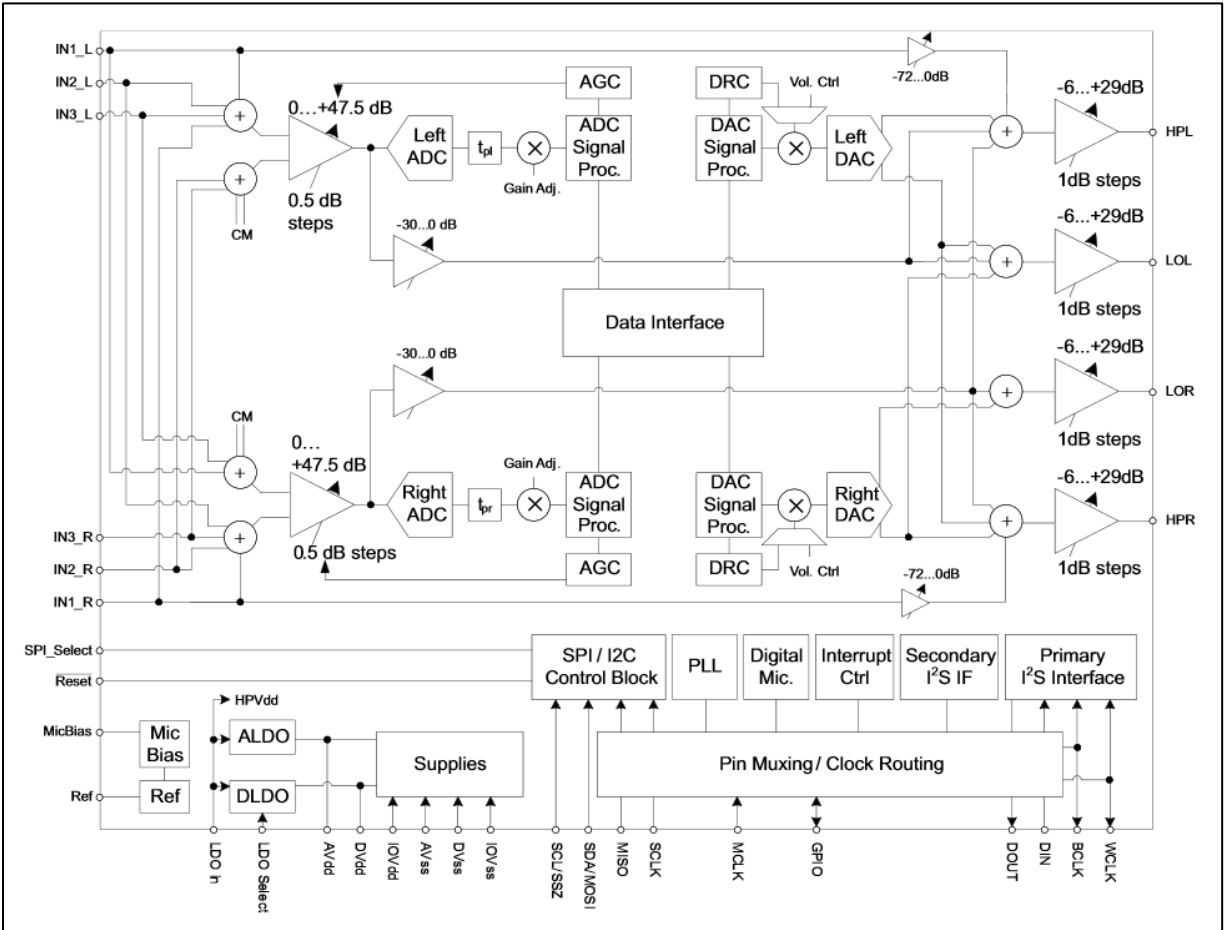 IN1_L
IN2_L
IN3_L
-72...0dB
AGC
DRC
Vol. Ctrl
-6...+29dB
0...+47.5 dB
Left
ADC
tpl
Gain Adj.
ADC
Signal
Proc.
DAC
Signal
Proc.
Left
DAC
HPL
1dB steps
0.5 dB
steps
CM
-30...0 dB
-6...+29dB
LOL
1dB steps
Data Interface
-30...0 dB
-6...+29dB
LOR
1dB steps
CM
0...
+47.5 dB
Gain Adj.
Right
ADC
tpr
ADC
Signal
Proc.
DAC
Signal
Proc.
Right
DAC
-6...+29dB
HPR
1dB steps
IN3_R
IN2_R
IN1_R
0.5 dB steps
AGC
DRC
Vol. Ctrl
-72...0dB
SPI_Select
Reset
SPI / I2C
Control Block
PLL
Digital
Mic.
Interrupt
Ctrl
Secondary
I²S IF
Primary
I²S Interface
HPVdd
MicBias
Mic
Bias
Ref
Ref
ALDO
DLDO
Supplies
Pin Muxing / Clock Routing
LDO in
LDO Select
AVdd
DVdd
IOVdd
AVss
DVss
IOVss
SCL/SSZ
SDA/MOSI
MISO
SCLK
MCLK
GPIO
DOUT
DIN
BCLK
WCLK